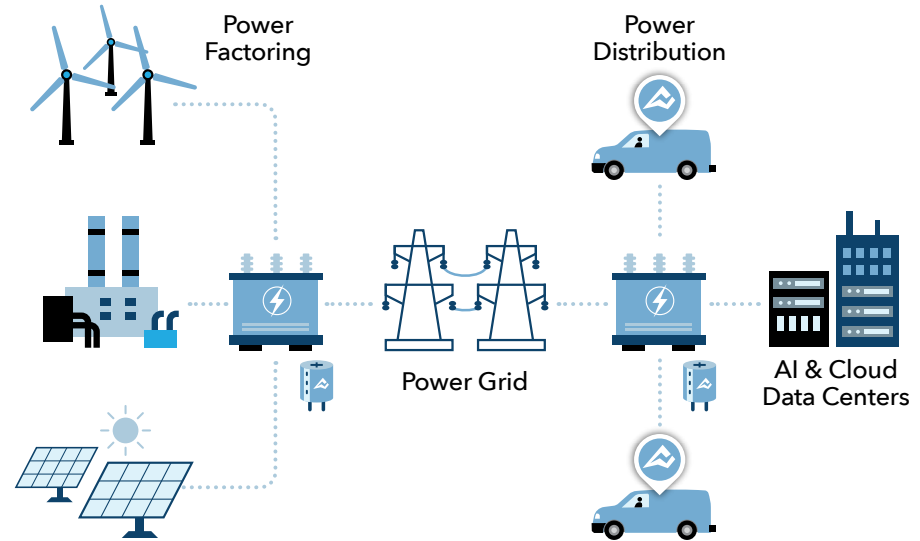 Power
Factoring
Power
Distribution
Power Grid
AI & Cloud
Data Centers